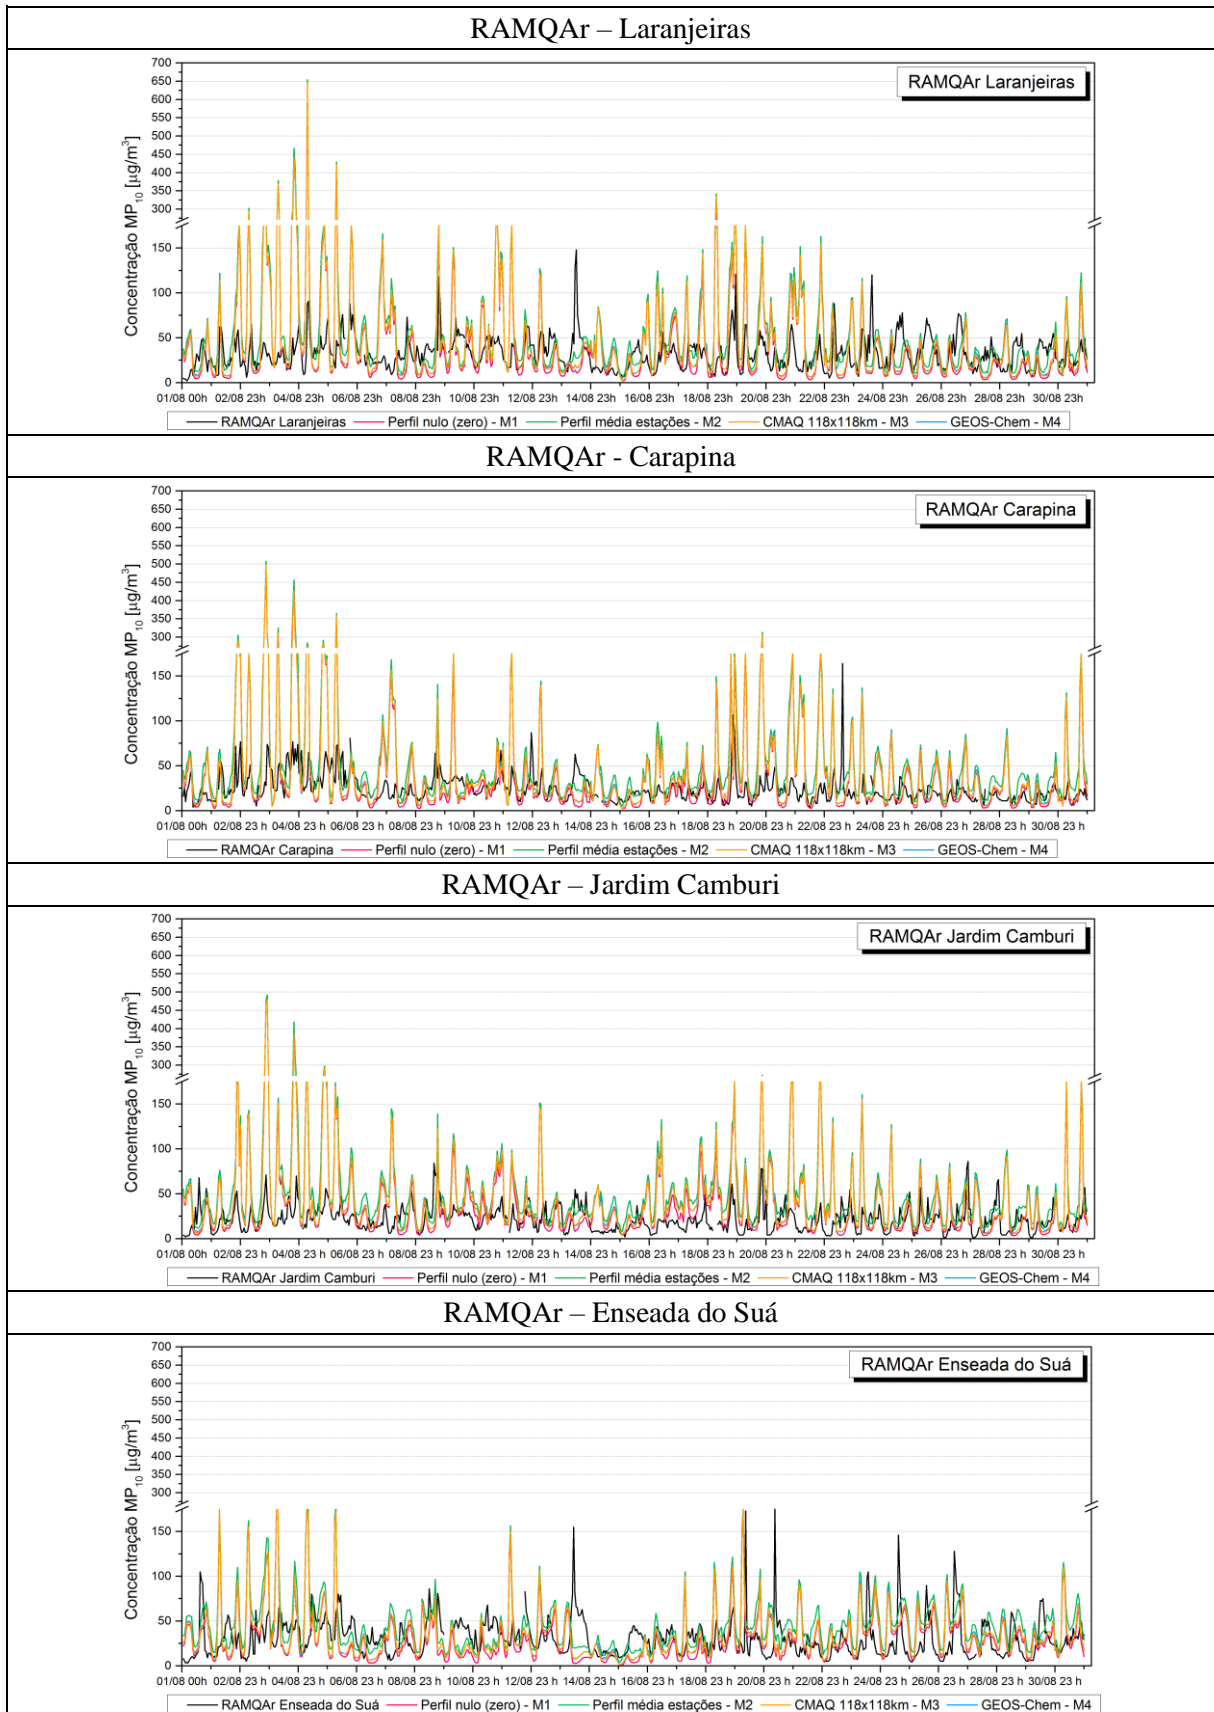 RAMQAr – Laranjeiras
RAMQAr Laranjeiras
Concentração MP10 [µg/m³]
700
650
600
550
500
450
400
350
300
150
100
50
0
01/08 00h 02/08 23h 04/08 23h 06/08 23h 08/08 23h 10/08 23h 12/08 23h 14/08 23h 16/08 23h 18/08 23h 20/08 23h 22/08 23h 24/08 23h 26/08 23h 28/08 23h 30/08 23h
RAMQAr Laranjeiras Perfil nulo (zero) - M1 Perfil média estações - M2 CMAQ 118x118km - M3 GEOS-Chem - M4
RAMQAr - Carapina
RAMQAr Carapina
Concentração MP10 [µg/m³]
700
650
600
550
500
450
400
350
300
150
100
50
0
01/08 00h 02/08 23 h 04/08 23 h 06/08 23 h 08/08 23 h 10/08 23 h 12/08 23 h 14/08 23 h 16/08 23 h 18/08 23 h 20/08 23 h 22/08 23 h 24/08 23 h 26/08 23 h 28/08 23 h 30/08 23 h
RAMQAr Carapina Perfil nulo (zero) - M1 Perfil média estações - M2 CMAQ 118x118km - M3 GEOS-Chem - M4
RAMQAr – Jardim Camburi
RAMQAr Jardim Camburi
Concentração MP10 [µg/m³]
700
650
600
550
500
450
400
350
300
150
100
50
0
01/08 00h 02/08 23 h 04/08 23 h 06/08 23 h 08/08 23 h 10/08 23 h 12/08 23 h 14/08 23 h 16/08 23 h 18/08 23 h 20/08 23 h 22/08 23 h 24/08 23 h 26/08 23 h 28/08 23 h 30/08 23 h
RAMQAr Jardim Camburi Perfil nulo (zero) - M1 Perfil média estações - M2 CMAQ 118x118km - M3 GEOS-Chem - M4
RAMQAr – Enseada do Suá
RAMQAr Enseada do Suá
Concentração MP10 [µg/m³]
700
650
600
550
500
450
400
350
300
150
100
50
0
01/08 00h 02/08 23 h 04/08 23 h 06/08 23 h 08/08 23 h 10/08 23 h 12/08 23 h 14/08 23 h 16/08 23 h 18/08 23 h 20/08 23 h 22/08 23 h 24/08 23 h 26/08 23 h 28/08 23 h 30/08 23 h
RAMQAr Enseada do Suá Perfil nulo (zero) - M1 Perfil média estações - M2 CMAQ 118x118km - M3 GEOS-Chem - M4